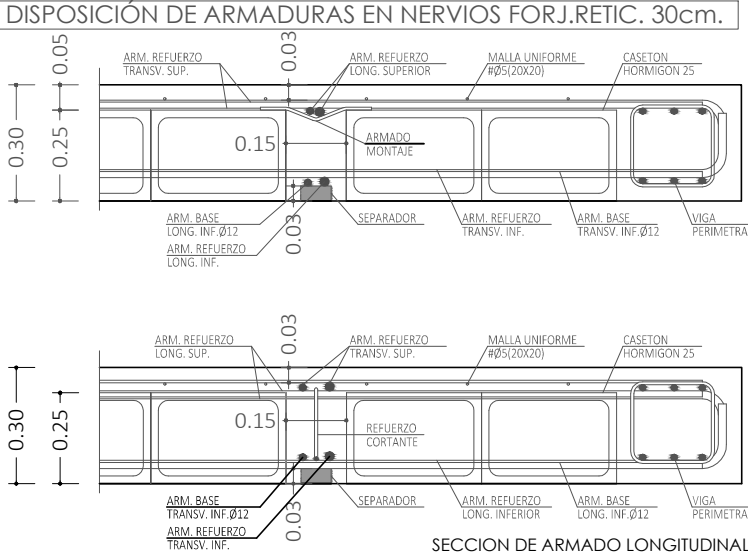 DISPOSICIÓN DE ARMADURAS EN NERVIOS FORJ.RETIC. 30cm.
0.05
0.30
0.25
ARM. REFUERZO
TRANSV. SUP.
0.03
ARM. REFUERZO
LONG. SUPERIOR
MALLA UNIFORME
#Ø5(20X20)
CASETON
HORMIGON 25
0.15
ARMADO
MONTAJE
ARM. BASE
LONG. INF.Ø12
ARM. REFUERZO
LONG. INF.
0.03
SEPARADOR
ARM. REFUERZO
TRANSV. INF.
ARM. BASE
TRANSV. INF.Ø12
VIGA
PERIMETRA
0.30
0.25
ARM. REFUERZO
LONG. SUP.
0.03
ARM. REFUERZO
TRANSV. SUP.
MALLA UNIFORME
#Ø5(20X20)
CASETON
HORMIGON 25
0.15
REFUERZO
CORTANTE
ARM. BASE
TRANSV. INF.Ø12
ARM. REFUERZO
TRANSV. INF.
0.03
SEPARADOR
ARM. REFUERZO
LONG. INFERIOR
ARM. BASE
LONG. INF.Ø12
VIGA
PERIMETRA
SECCION DE ARMADO LONGITUDINAL